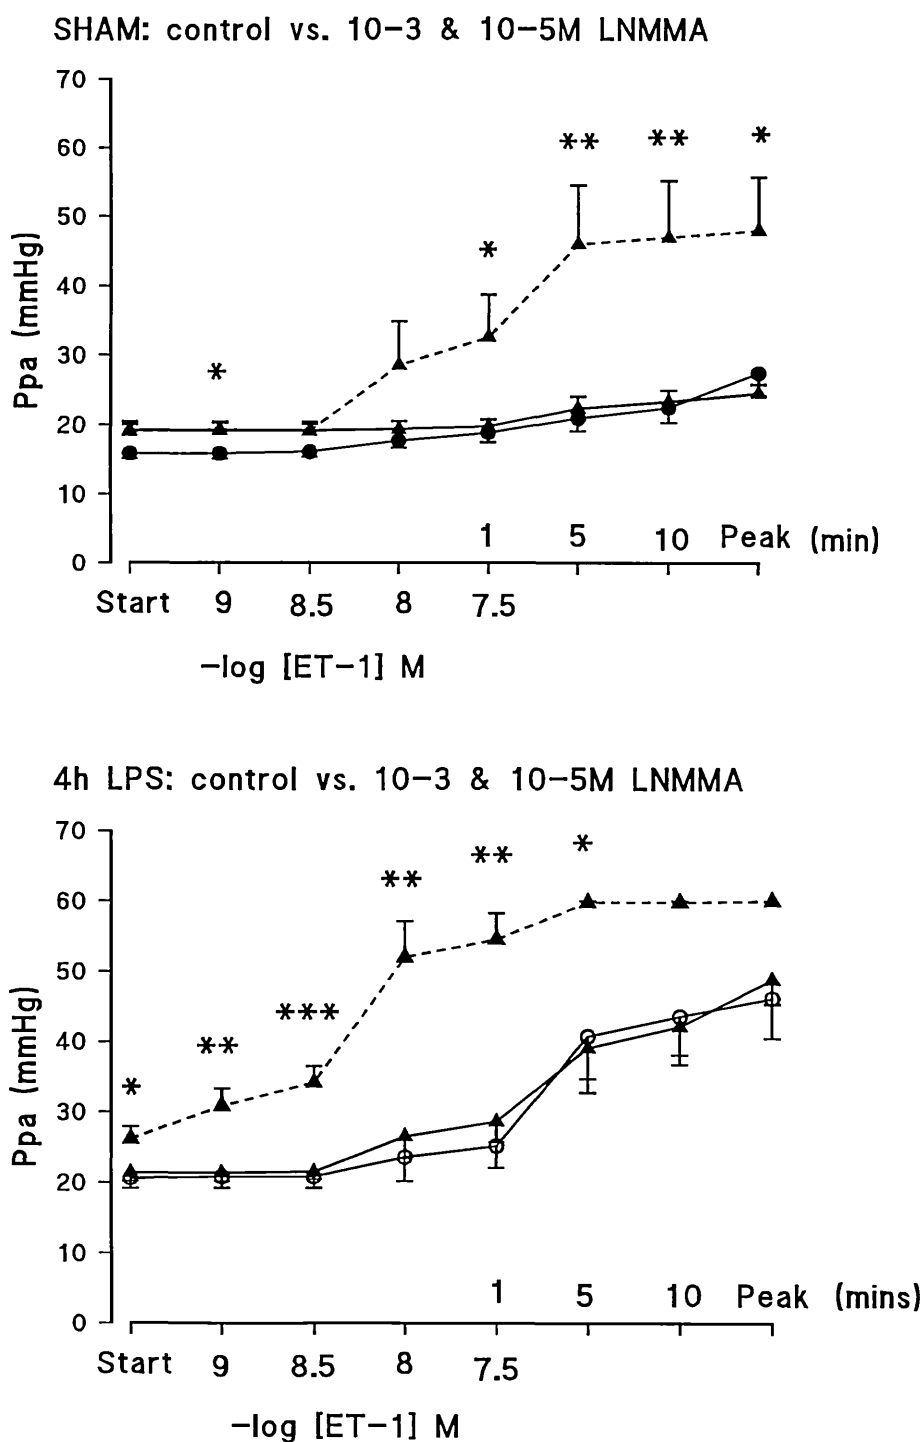 SHAM: control vs. 10-3 & 10-5M LNMMA
70
60
50
40
30
20
10
0
Ppa (mmHg)
*
*
**
**
*
1 5 10 Peak (min)
Start 9 8.5 8 7.5
-log [ET-1] M
4h LPS: control vs. 10-3 & 10-5M LNMMA
70
60
50
40
30
20
10
0
Ppa (mmHg)
*
**
***
**
**
*
1 5 10 Peak (mins)
Start 9 8.5 8 7.5
-log [ET-1] M